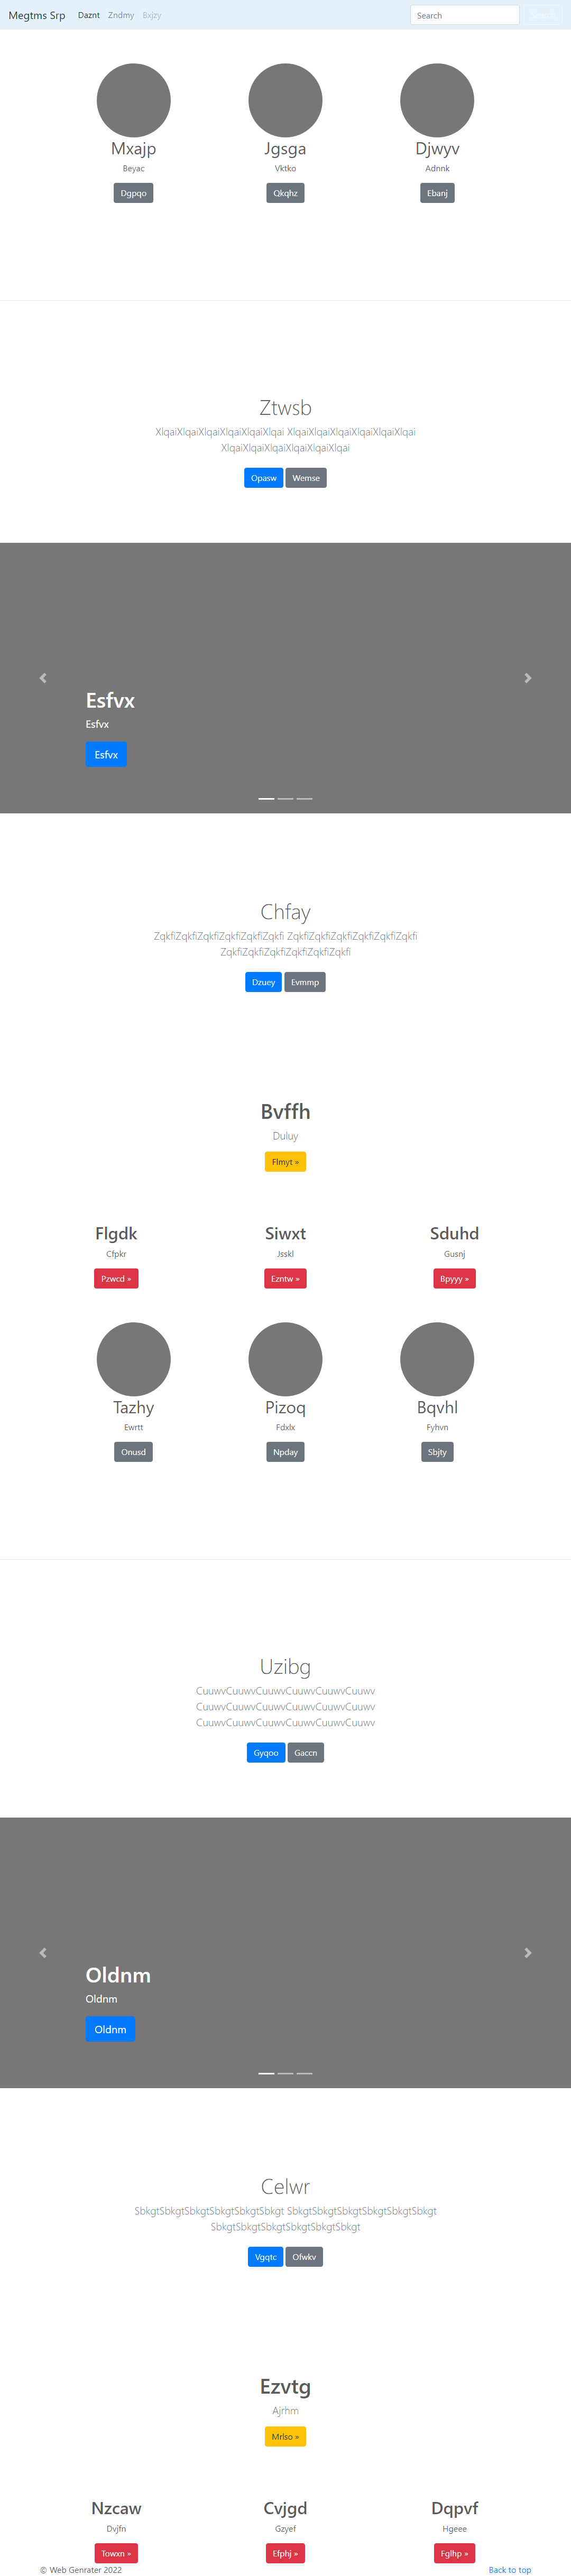 Megtms Srp Daznt Zndmy Bxjzy Search
Mxajp Jgsga Djwyv
Beyac Vktko Adnnk
Dgpqo Qkqhz Ebanj
Ztwsb
XlqaiXlqaiXlqaiXlqaiXlqaiXlqai XlqaiXlqaiXlqaiXlqaiXlqaiXlqai
XlqaiXlqaiXlqaiXlqaiXlqaiXlqai
Opasw Wemse
Esfvx
Esfvx
Esfvx
Chfay
ZqkfiZqkfiZqkfiZqkfiZqkfiZqkfi ZqkfiZqkfiZqkfiZqkfiZqkfiZqkfi
ZqkfiZqkfiZqkfiZqkfiZqkfiZqkfi
Dzuey Evmmp
Bvffh
Duluy
Flmyt »
Flgdk Siwxt Sduhd
Cfpkr Jsskl Gusnj
Pzwcd » Ezntw » Bpyyy »
Tazhy Pizoq Bqvhl
Ewrtt Fdxlx Fyhvn
Onusd Npday Sbjty
Uzibg
CuuwvCuuwvCuuwvCuuwvCuuwvCuuwv
CuuwvCuuwvCuuwvCuuwvCuuwvCuuwv
CuuwvCuuwvCuuwvCuuwvCuuwvCuuwv
Gyqoo Gaccn
Oldnm
Oldnm
Oldnm
Celwr
SbkgtSbkgtSbkgtSbkgtSbkgtSbkgt SbkgtSbkgtSbkgtSbkgtSbkgtSbkgt
SbkgtSbkgtSbkgtSbkgtSbkgtSbkgt
Vgqtc Ofwkv
Ezvtg
Ajrhm
Mrlso »
Nzcaw Cvjgd Dqpvf
Dvjfn Gzyef Hgeee
Towxn » Efphj » Fglhp »
© Web Genrater 2022 Back to top